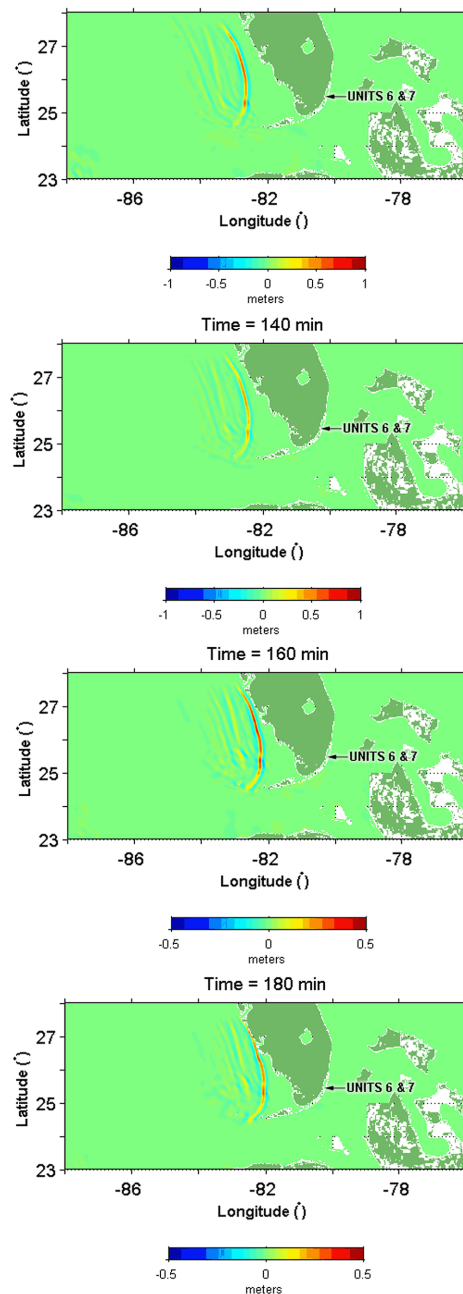 27
25
23
Latitude (°)
UNITS 6 & 7
-86 -82 -78
Longitude (°)
-1 -0.5 0 0.5 1
meters
Time = 140 min
27
25
23
Latitude (°)
UNITS 6 & 7
-86 -82 -78
Longitude (°)
-1 -0.5 0 0.5 1
meters
Time = 160 min
27
25
23
Latitude (°)
UNITS 6 & 7
-86 -82 -78
Longitude (°)
-0.5 0 0.5
meters
Time = 180 min
27
25
23
Latitude (°)
UNITS 6 & 7
-86 -82 -78
Longitude (°)
-0.5 0 0.5
meters